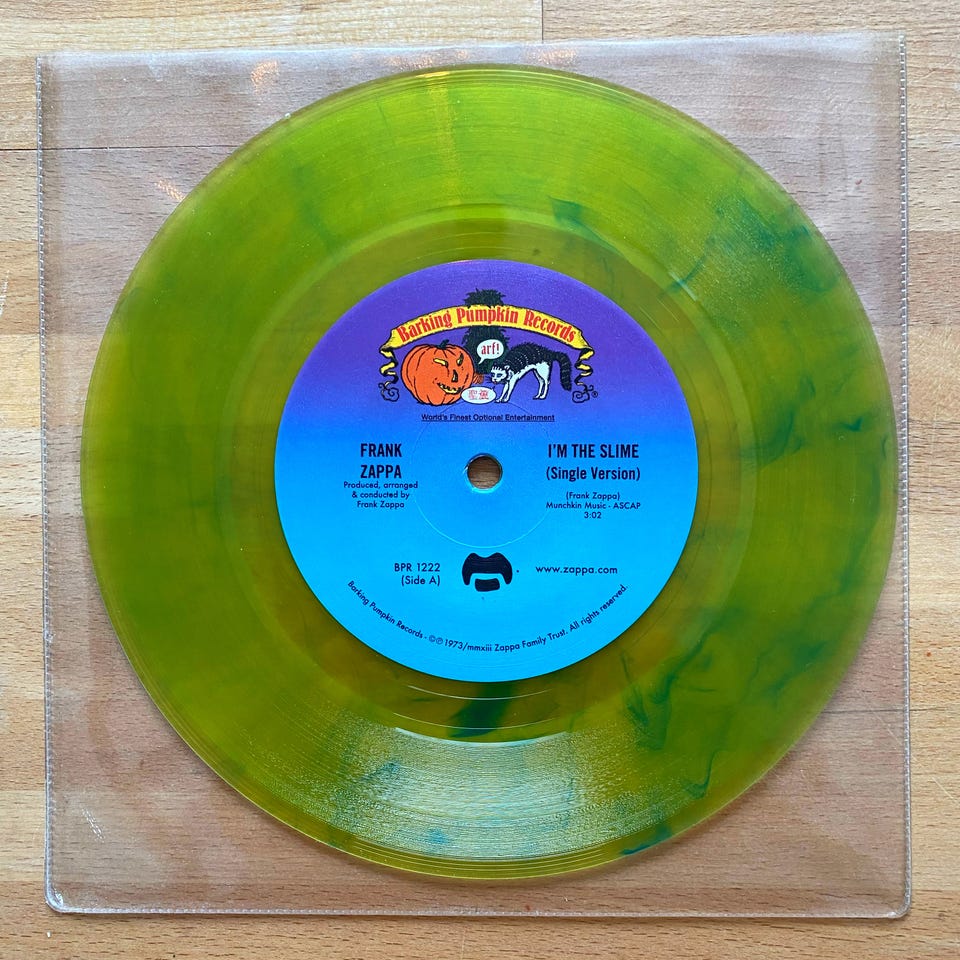 Barking Pumpkin Records
arf!
®
World's Finest Optional Entertainment
FRANK
ZAPPA
Produced, arranged
& conducted by
Frank Zappa
I'M THE SLIME
(Single Version)
(Frank Zappa)
Munchkin Music - ASCAP
3:02
BPR 1222
(Side A)
www.zappa.com
Barking Pumpkin Records - ©℗ 1973/mmxiii Zappa Family Trust. All rights reserved.